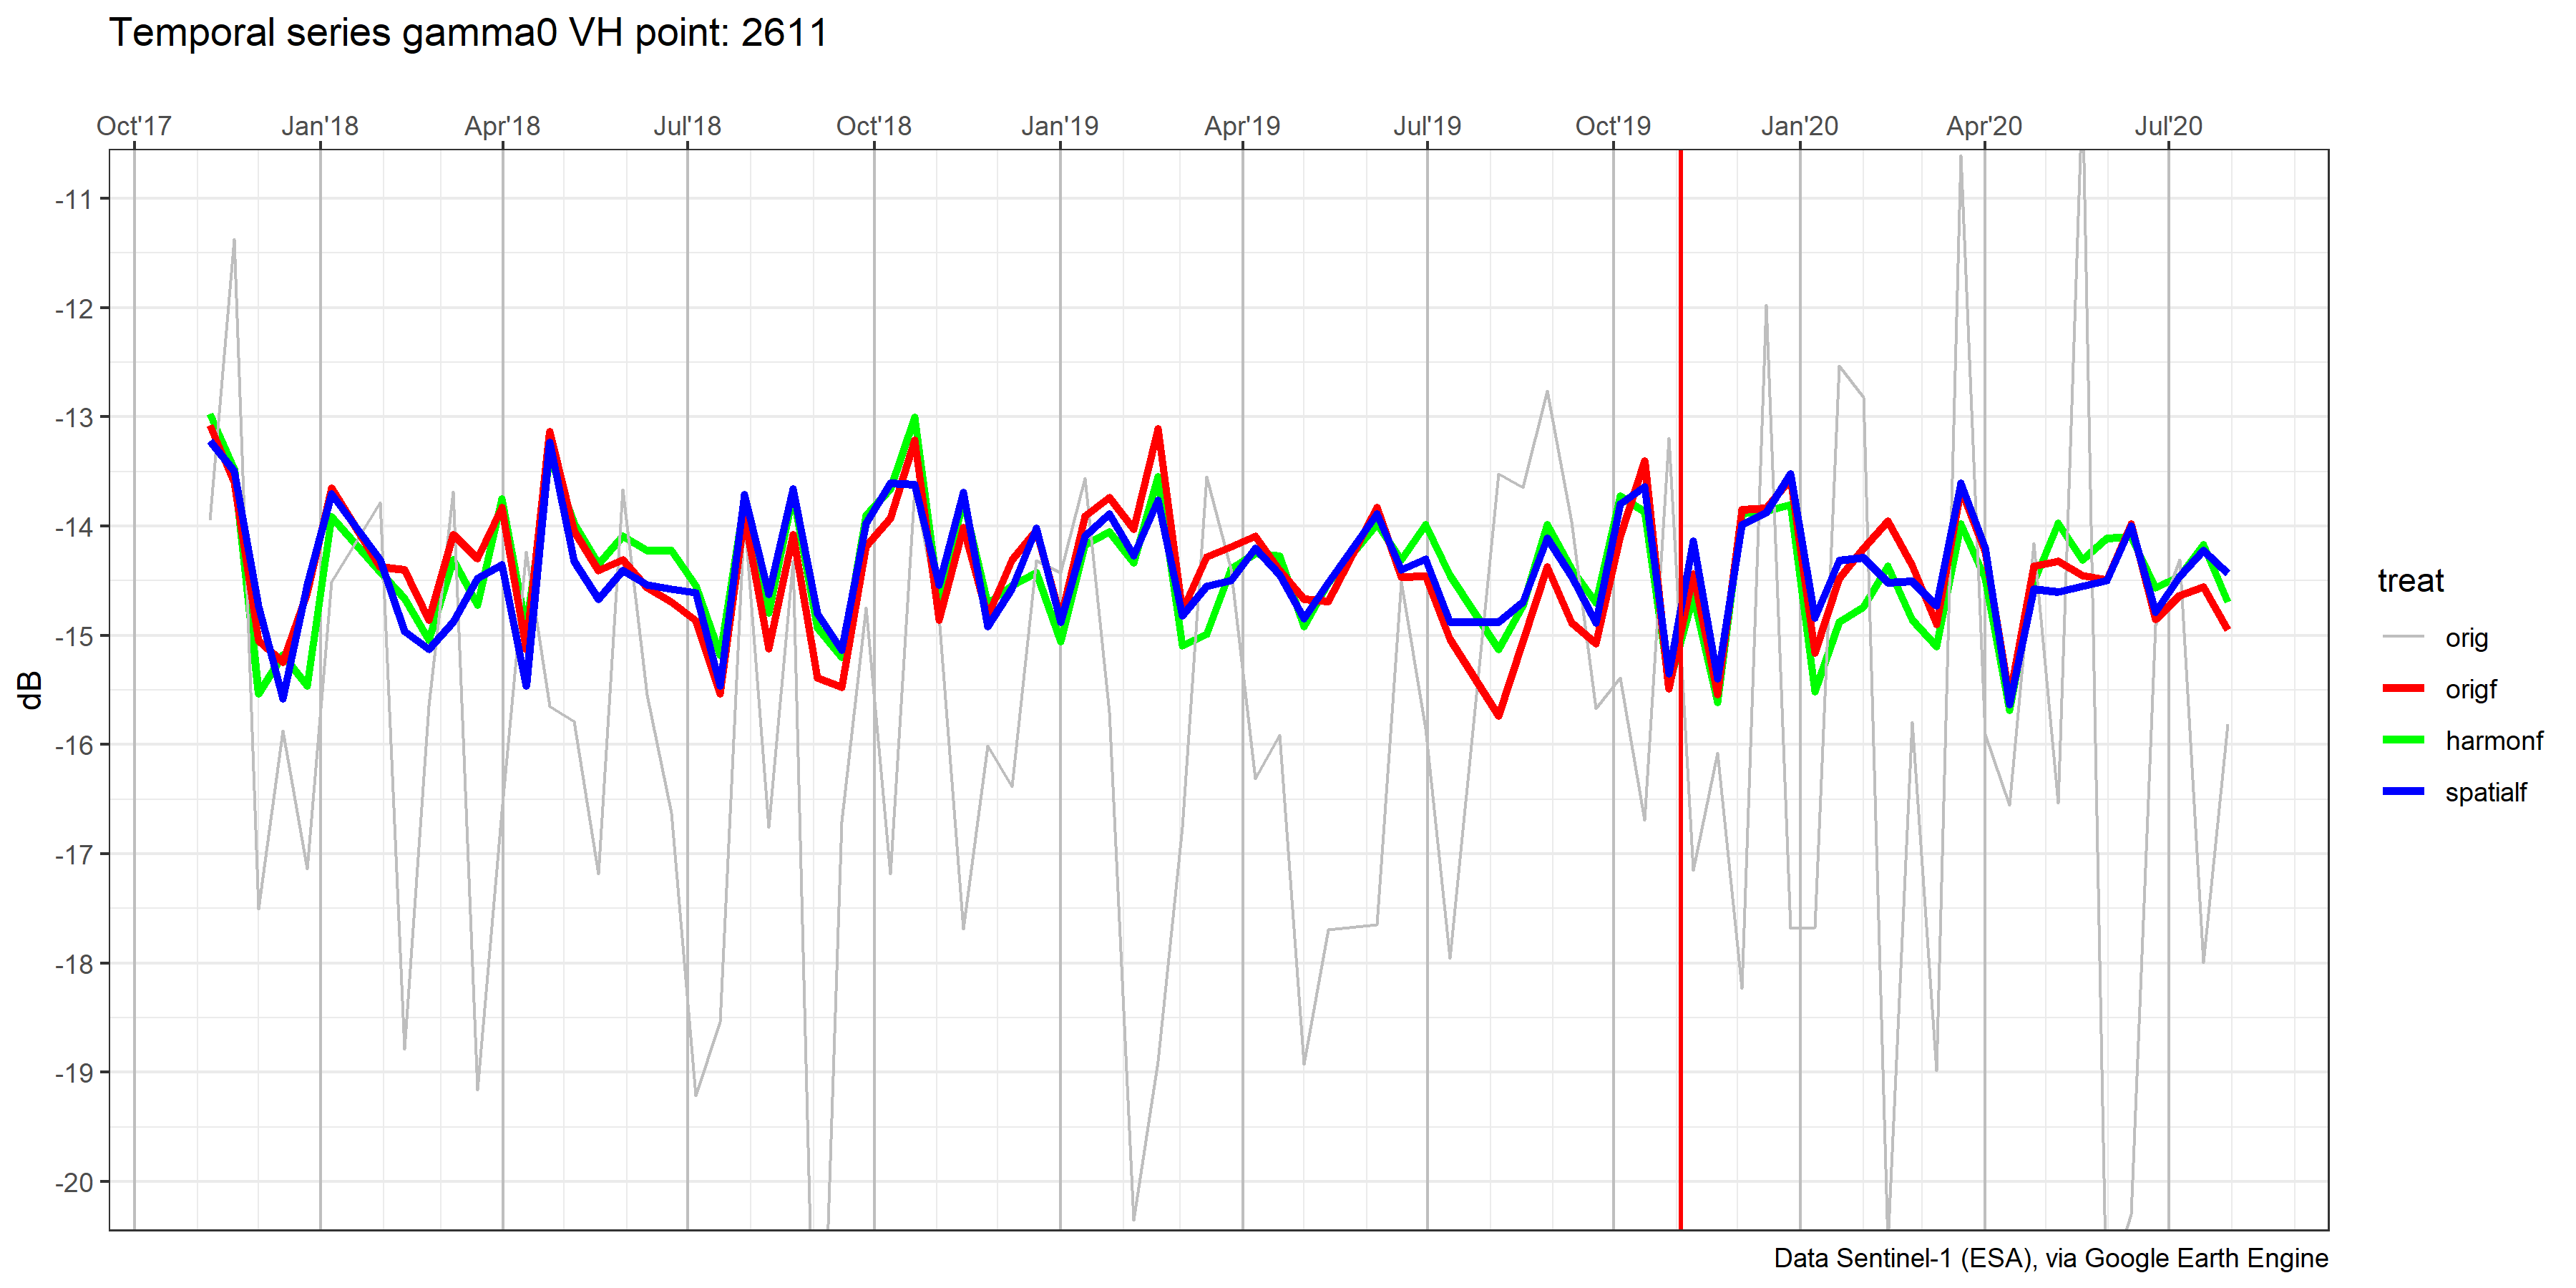 Temporal series gamma0 VH point: 2611
Oct'17 Jan'18 Apr'18 Jul'18 Oct'18 Jan'19 Apr'19 Jul'19 Oct'19 Jan'20 Apr'20 Jul'20
-11
-12
-13
-14
-15
-16
-17
-18
-19
-20
dB
treat
orig
origf
harmonf
spatialf
Data Sentinel-1 (ESA), via Google Earth Engine